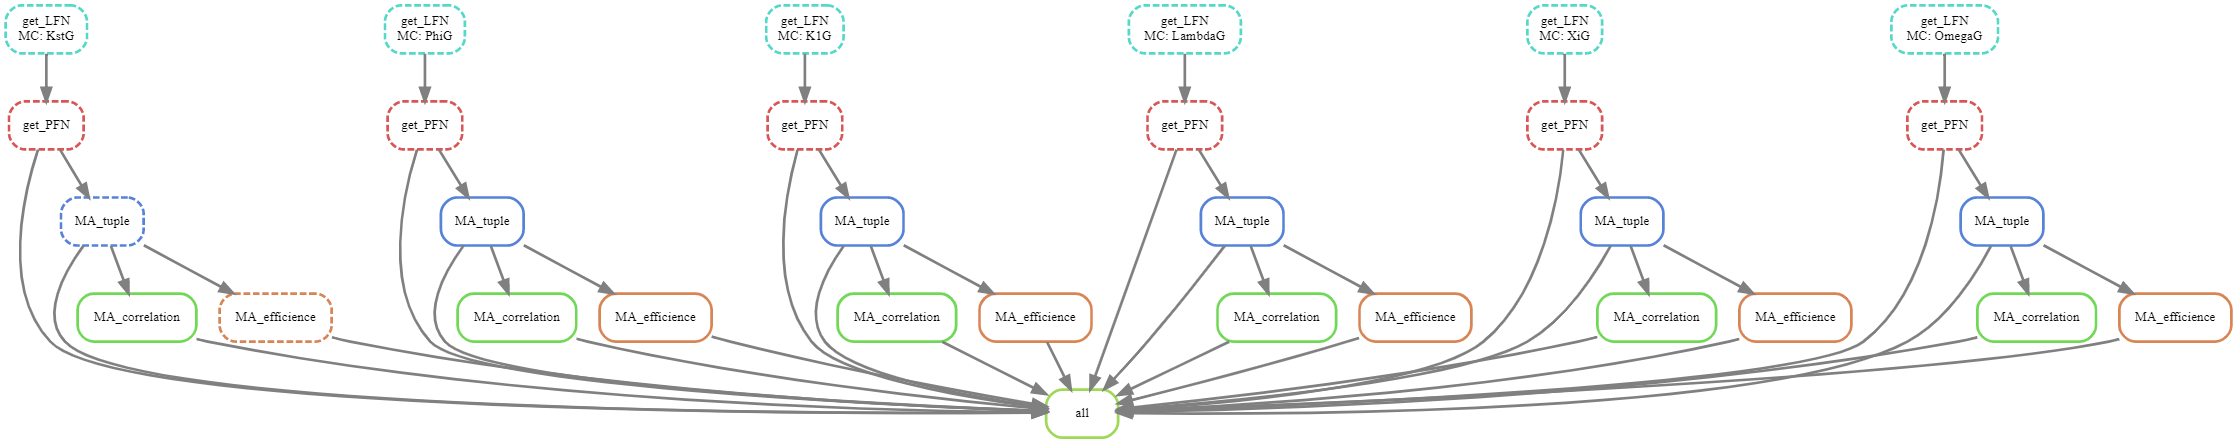 get_LFN
MC: KstG
get_LFN
MC: PhiG
get_LFN
MC: K1G
get_LFN
MC: LambdaG
get_LFN
MC: XiG
get_LFN
MC: OmegaG
get_PFN
get_PFN
get_PFN
get_PFN
get_PFN
get_PFN
MA_tuple
MA_tuple
MA_tuple
MA_tuple
MA_tuple
MA_tuple
MA_correlation
MA_efficience
MA_correlation
MA_efficience
MA_correlation
MA_efficience
MA_correlation
MA_efficience
MA_correlation
MA_efficience
MA_correlation
MA_efficience
all